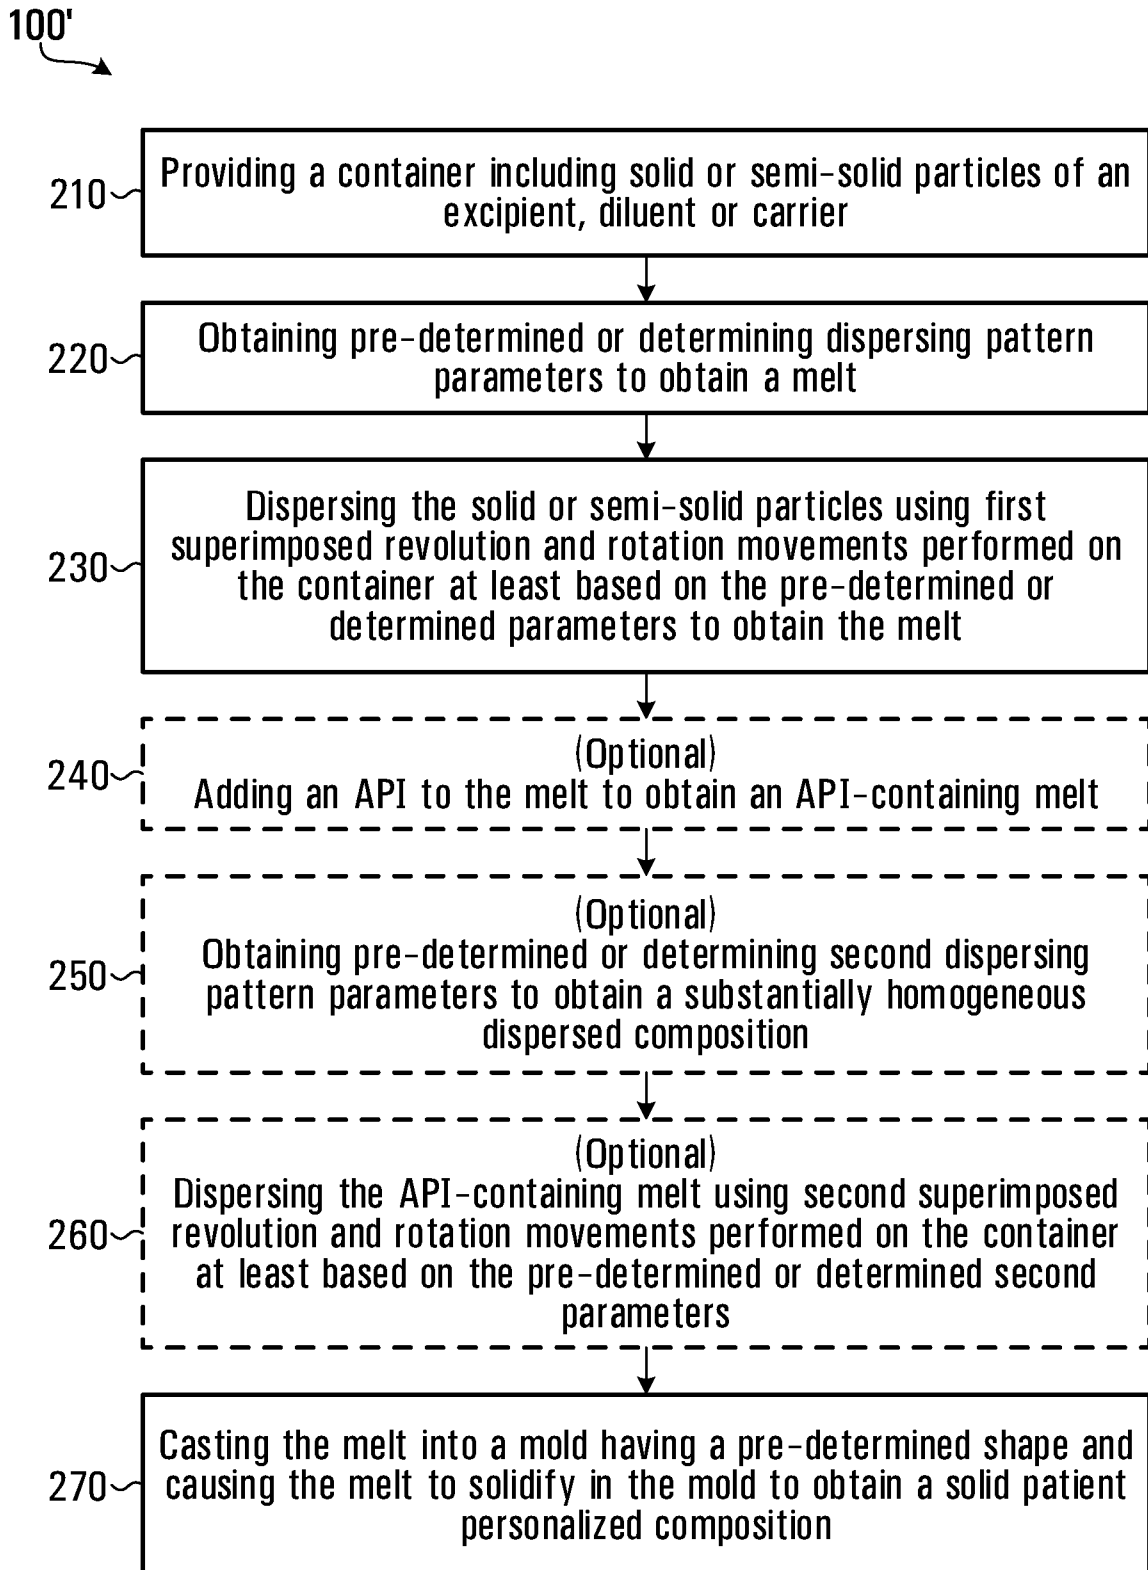 100'
210
Providing a container including solid or semi-solid particles of an
excipient, diluent or carrier
220
Obtaining pre-determined or determining dispersing pattern
parameters to obtain a melt
230
Dispersing the solid or semi-solid particles using first
superimposed revolution and rotation movements performed on
the container at least based on the pre-determined or
determined parameters to obtain the melt
240
(Optional)
Adding an API to the melt to obtain an API-containing melt
250
(Optional)
Obtaining pre-determined or determining second dispersing
pattern parameters to obtain a substantially homogeneous
dispersed composition
260
(Optional)
Dispersing the API-containing melt using second superimposed
revolution and rotation movements performed on the container
at least based on the pre-determined or determined second
parameters
270
Casting the melt into a mold having a pre-determined shape and
causing the melt to solidify in the mold to obtain a solid patient
personalized composition